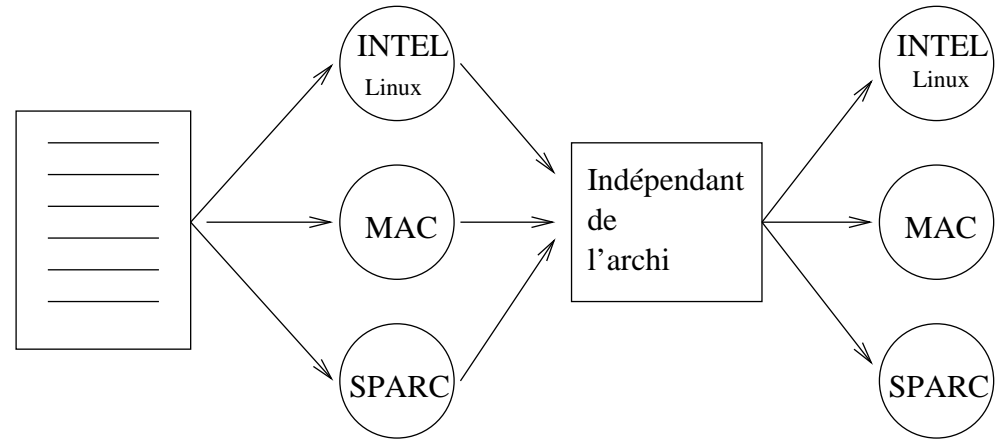 INTEL
Linux
MAC
SPARC
Indépendant
de
l'archi
INTEL
Linux
MAC
SPARC